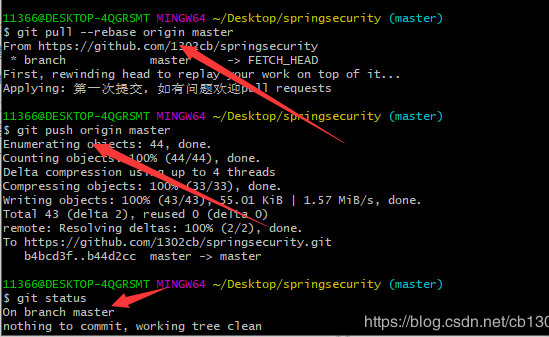 11366@DESKTOP-4QGRSMT MINGW64 ~/Desktop/springsecurity (master)
$ git pull --rebase origin master
From https://github.com/1302cb/springsecurity
 * branch            master     -> FETCH_HEAD
First, rewinding head to replay your work on top of it...
Applying: 第一次提交，如有问题欢迎pull requests
11366@DESKTOP-4QGRSMT MINGW64 ~/Desktop/springsecurity (master)
$ git push origin master
Enumerating objects: 44, done.
Counting objects: 100% (44/44), done.
Delta compression using up to 4 threads
Compressing objects: 100% (33/33), done.
Writing objects: 100% (43/43), 55.01 KiB | 1.57 MiB/s, done.
Total 43 (delta 2), reused 0 (delta 0)
remote: Resolving deltas: 100% (2/2), done.
To https://github.com/1302cb/springsecurity.git
   b4bcd3f..b44d2cc  master -> master
11366@DESKTOP-4QGRSMT MINGW64 ~/Desktop/springsecurity (master)
$ git status
On branch master
nothing to commit, working tree clean
https://blog.csdn.net/cb130